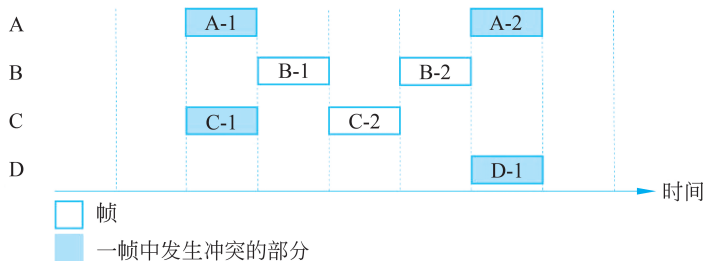 A A-1 A-2
B B-1 B-2
C C-1 C-2
D D-1
时间
帧
一帧中发生冲突的部分